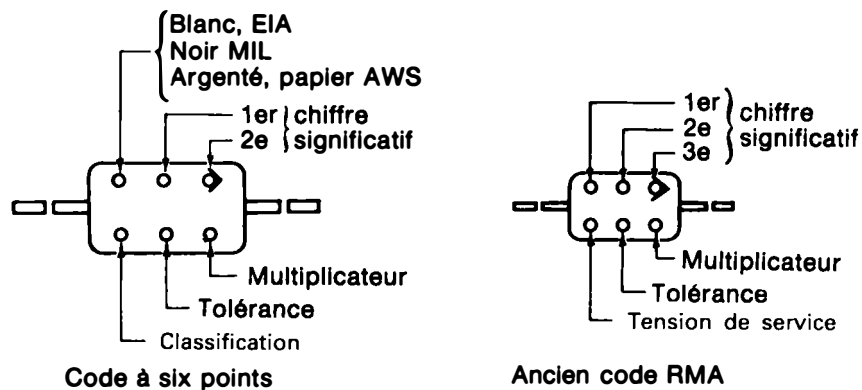 Blanc, EIA
Noir MIL
Argenté, papier AWS
1er
2e
chiffre
significatif
Multiplicateur
Tolérance
Classification
Code à six points
1er
2e
3e
chiffre
significatif
Multiplicateur
Tolérance
Tension de service
Ancien code RMA